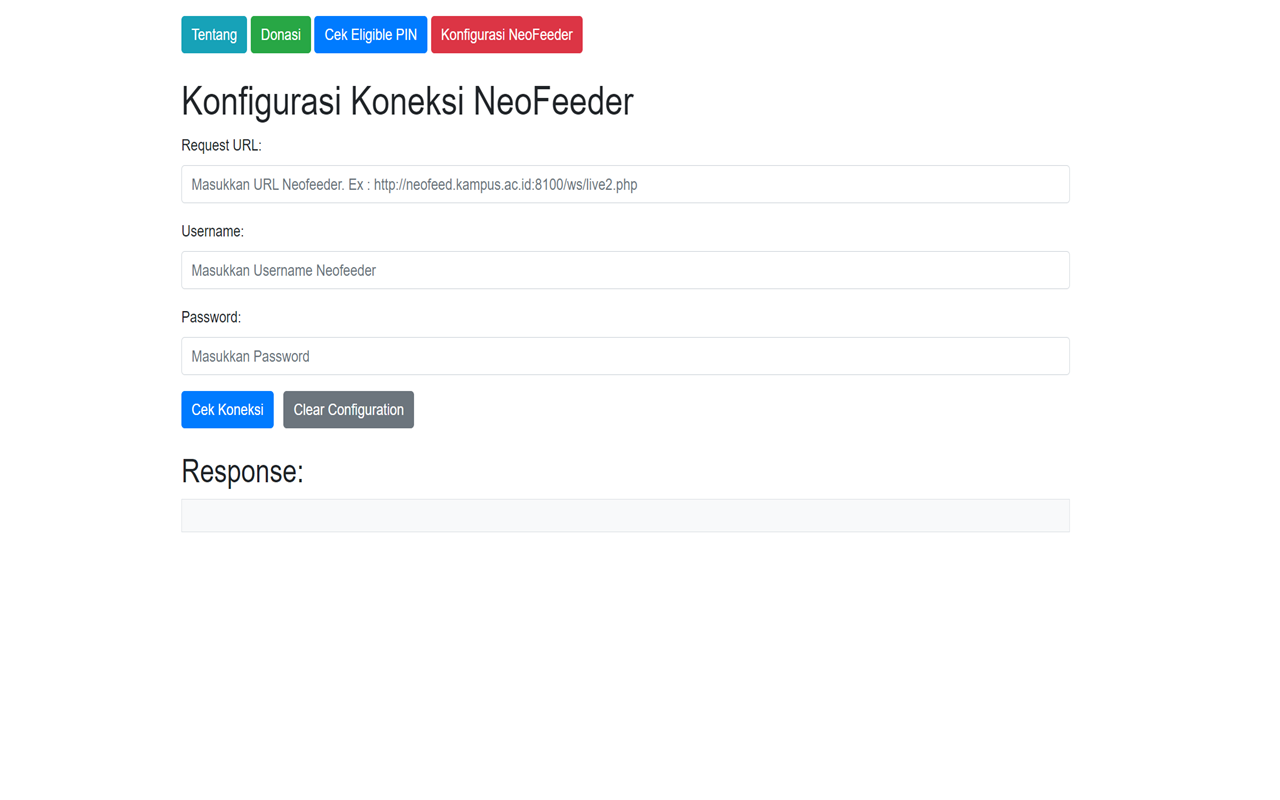 Tentang Donasi Cek Eligible PIN Konfigurasi NeoFeeder
Konfigurasi Koneksi NeoFeeder
Request URL:
Masukkan URL Neofeeder. Ex : http://neofeed.kampus.ac.id:8100/ws/live2.php
Username:
Masukkan Username Neofeeder
Password:
Masukkan Password
Cek Koneksi Clear Configuration
Response: